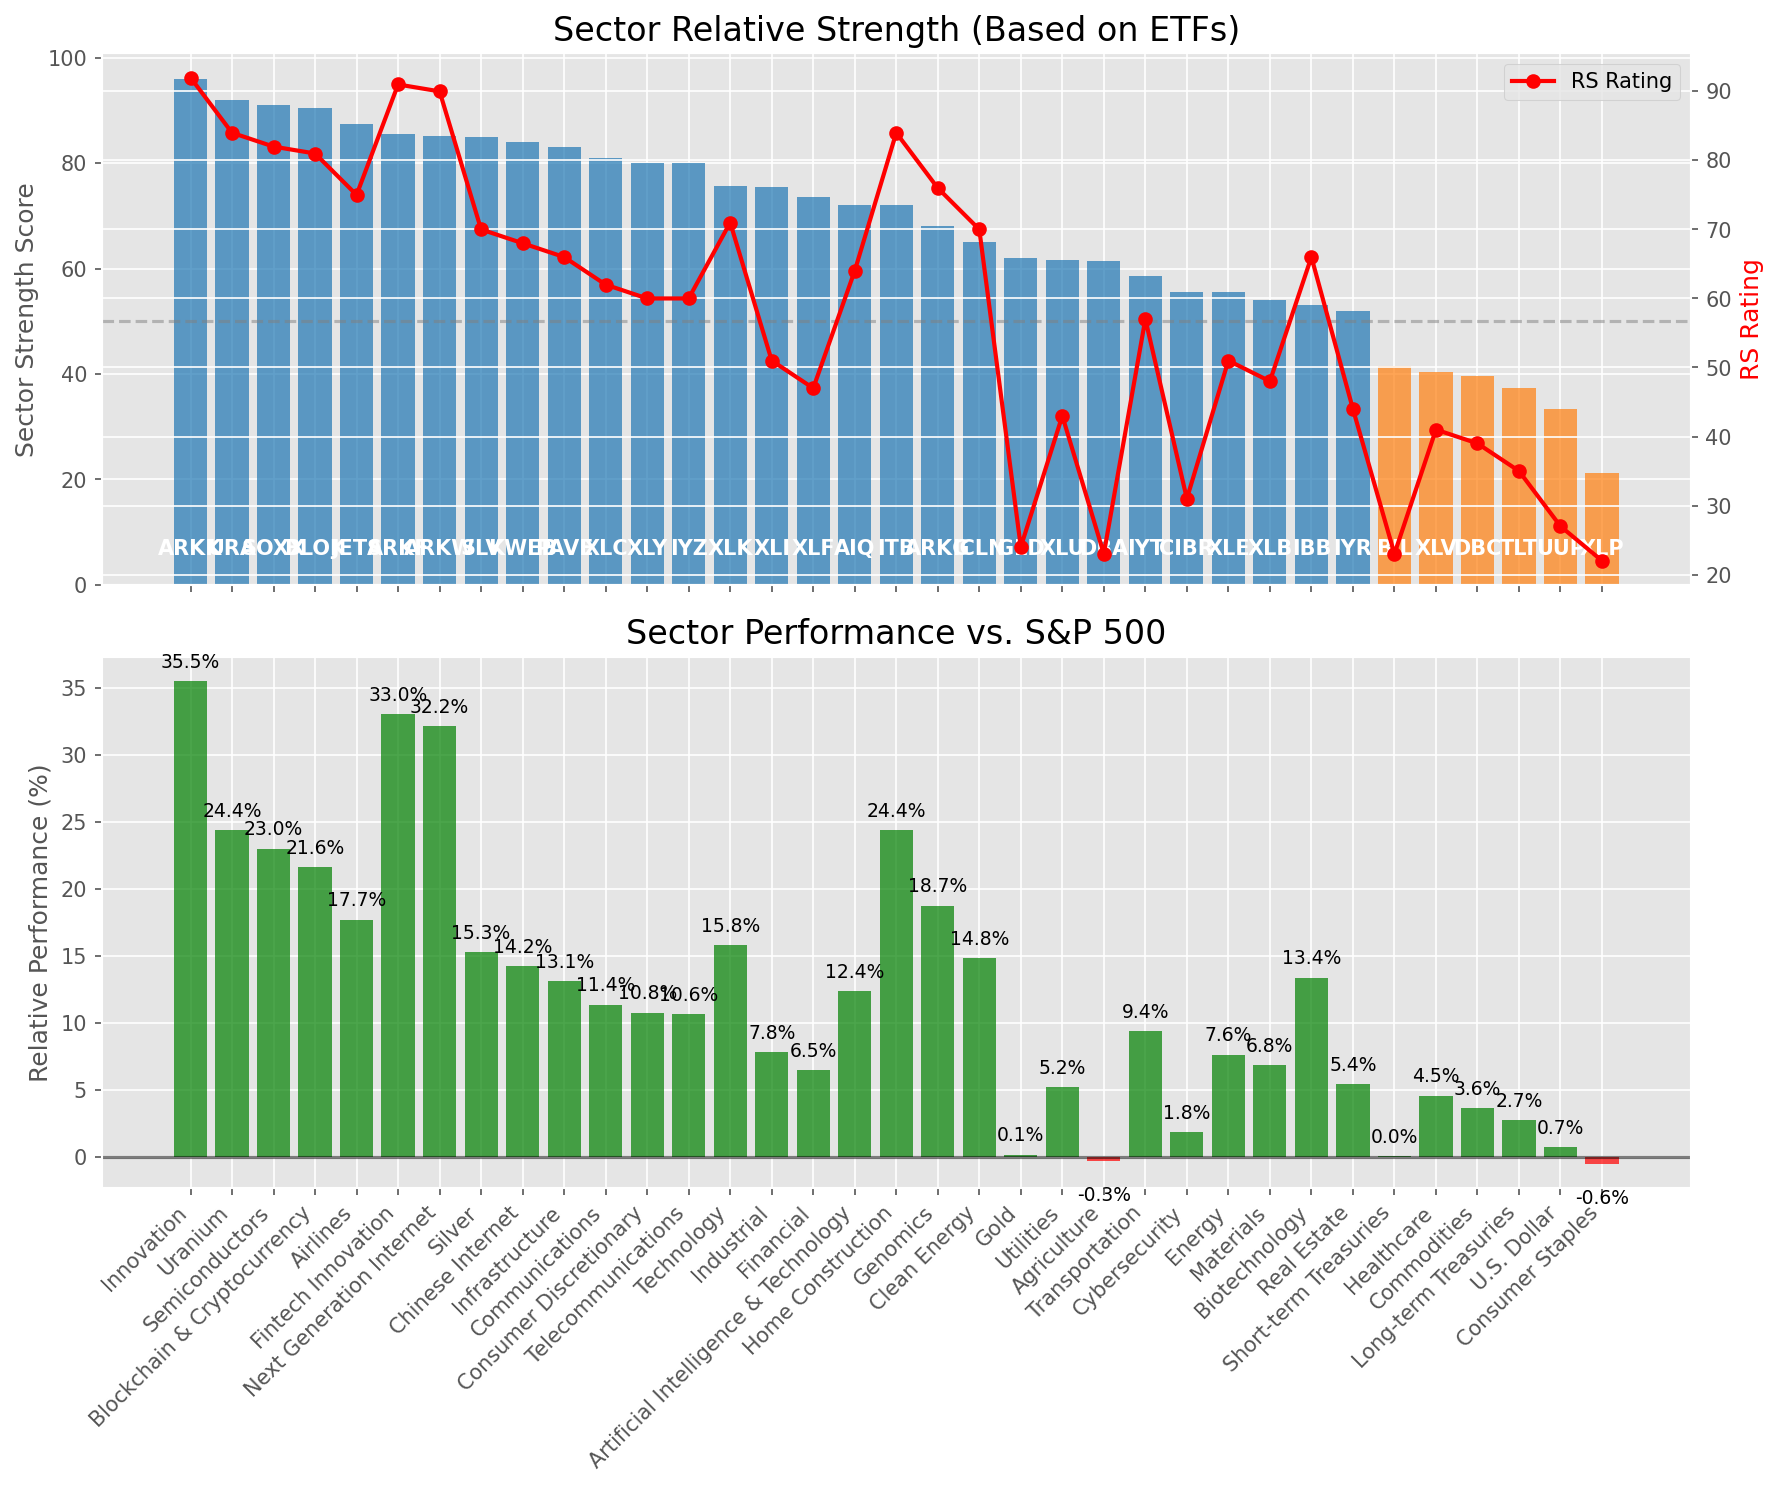 Sector Relative Strength (Based on ETFs)
Sector Strength Score
100
80
60
40
20
0
RS Rating
90
80
70
60
50
40
30
20
RS Rating
ARKW
XLC
XLY
IYZ
XLK
XLI
XLF
AIQ
ITB
ARKG
XLU
IYT
CIBR
XLE
XLB
IBB
IYR
XLV
DBC
TLT
Sector Performance vs. S&P 500
Relative Performance (%)
35
30
25
20
15
10
5
0
35.5%
24.4%
23.0%
21.6%
17.7%
33.0%
32.2%
15.3%
14.2%
13.1%
11.4%
10.8%
10.6%
15.8%
7.8%
6.5%
12.4%
24.4%
18.7%
14.8%
0.1%
5.2%
-0.3%
9.4%
1.8%
7.6%
6.8%
13.4%
5.4%
0.0%
4.5%
3.6%
2.7%
0.7%
-0.6%
Innovation
Uranium
Semiconductors
Blockchain & Cryptocurrency
Airlines
Fintech Innovation
Next Generation Internet
Silver
Chinese Internet
Infrastructure
Communications
Consumer Discretionary
Telecommunications
Technology
Industrial
Financial
Artificial Intelligence & Technology
Home Construction
Genomics
Clean Energy
Gold
Utilities
Agriculture
Transportation
Cybersecurity
Energy
Materials
Biotechnology
Real Estate
Short-term Treasuries
Healthcare
Commodities
Long-term Treasuries
U.S. Dollar
Consumer Staples